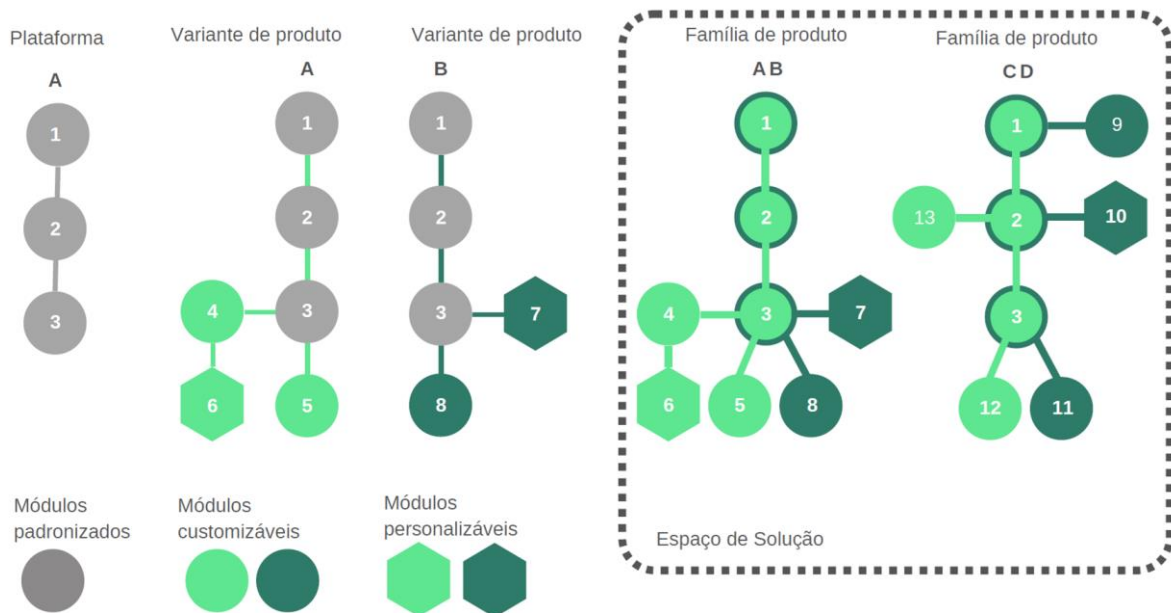 Plataforma
A
1
2
3
Variante de produto
A
1
2
3
4
6
5
Variante de produto
B
1
2
3
7
8
Família de produto
A B
1
2
3
4
7
6
5
8
Família de produto
C D
1
9
13
2
10
3
12
11
Espaço de Solução
Módulos
padronizados
Módulos
customizáveis
Módulos
personalizáveis